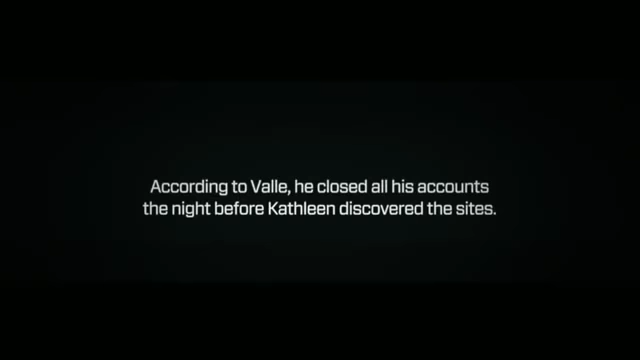 According to Valle, he closed all his accounts
the night before Kathleen discovered the sites.